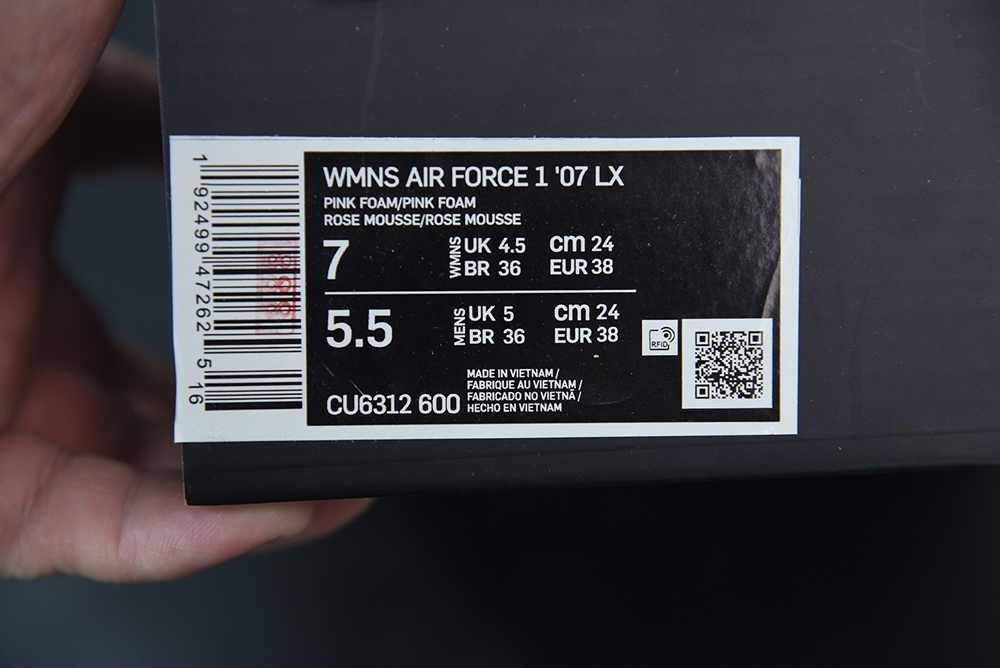 WMNS AIR FORCE 1 '07 LX
PINK FOAM/PINK FOAM
ROSE MOUSSE/ROSE MOUSSE
7 WMNS UK 4.5 cm 24
BR 36 EUR 38
5.5 MENS UK 5 cm 24
BR 36 EUR 38
RFID
MADE IN VIETNAM /
FABRIQUE AU VIETNAM /
FABRICADO NO VIETNÃ /
HECHO EN VIETNAM
CU6312 600
1 92499 47262 5 16